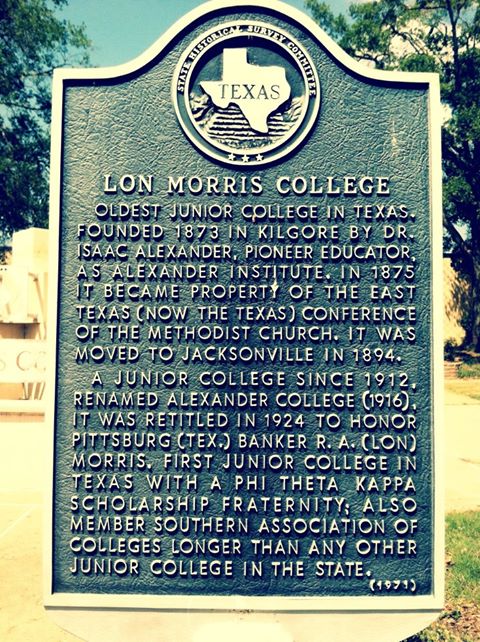 STATE HISTORICAL SURVEY COMMITTEE
TEXAS
LON MORRIS COLLEGE
OLDEST JUNIOR COLLEGE IN TEXAS.
FOUNDED 1873 IN KILGORE BY DR.
ISAAC ALEXANDER, PIONEER EDUCATOR,
AS ALEXANDER INSTITUTE. IN 1875
IT BECAME PROPERTY OF THE EAST
TEXAS (NOW THE TEXAS) CONFERENCE
OF THE METHODIST CHURCH. IT WAS
MOVED TO JACKSONVILLE IN 1894.
A JUNIOR COLLEGE SINCE 1912,
RENAMED ALEXANDER COLLEGE (1916),
IT WAS RETITLED IN 1924 TO HONOR
PITTSBURG (TEX.) BANKER R. A. (LON)
MORRIS. FIRST JUNIOR COLLEGE IN
TEXAS WITH A PHI THETA KAPPA
SCHOLARSHIP FRATERNITY; ALSO
MEMBER SOUTHERN ASSOCIATION OF
COLLEGES LONGER THAN ANY OTHER
JUNIOR COLLEGE IN THE STATE.
(1971)